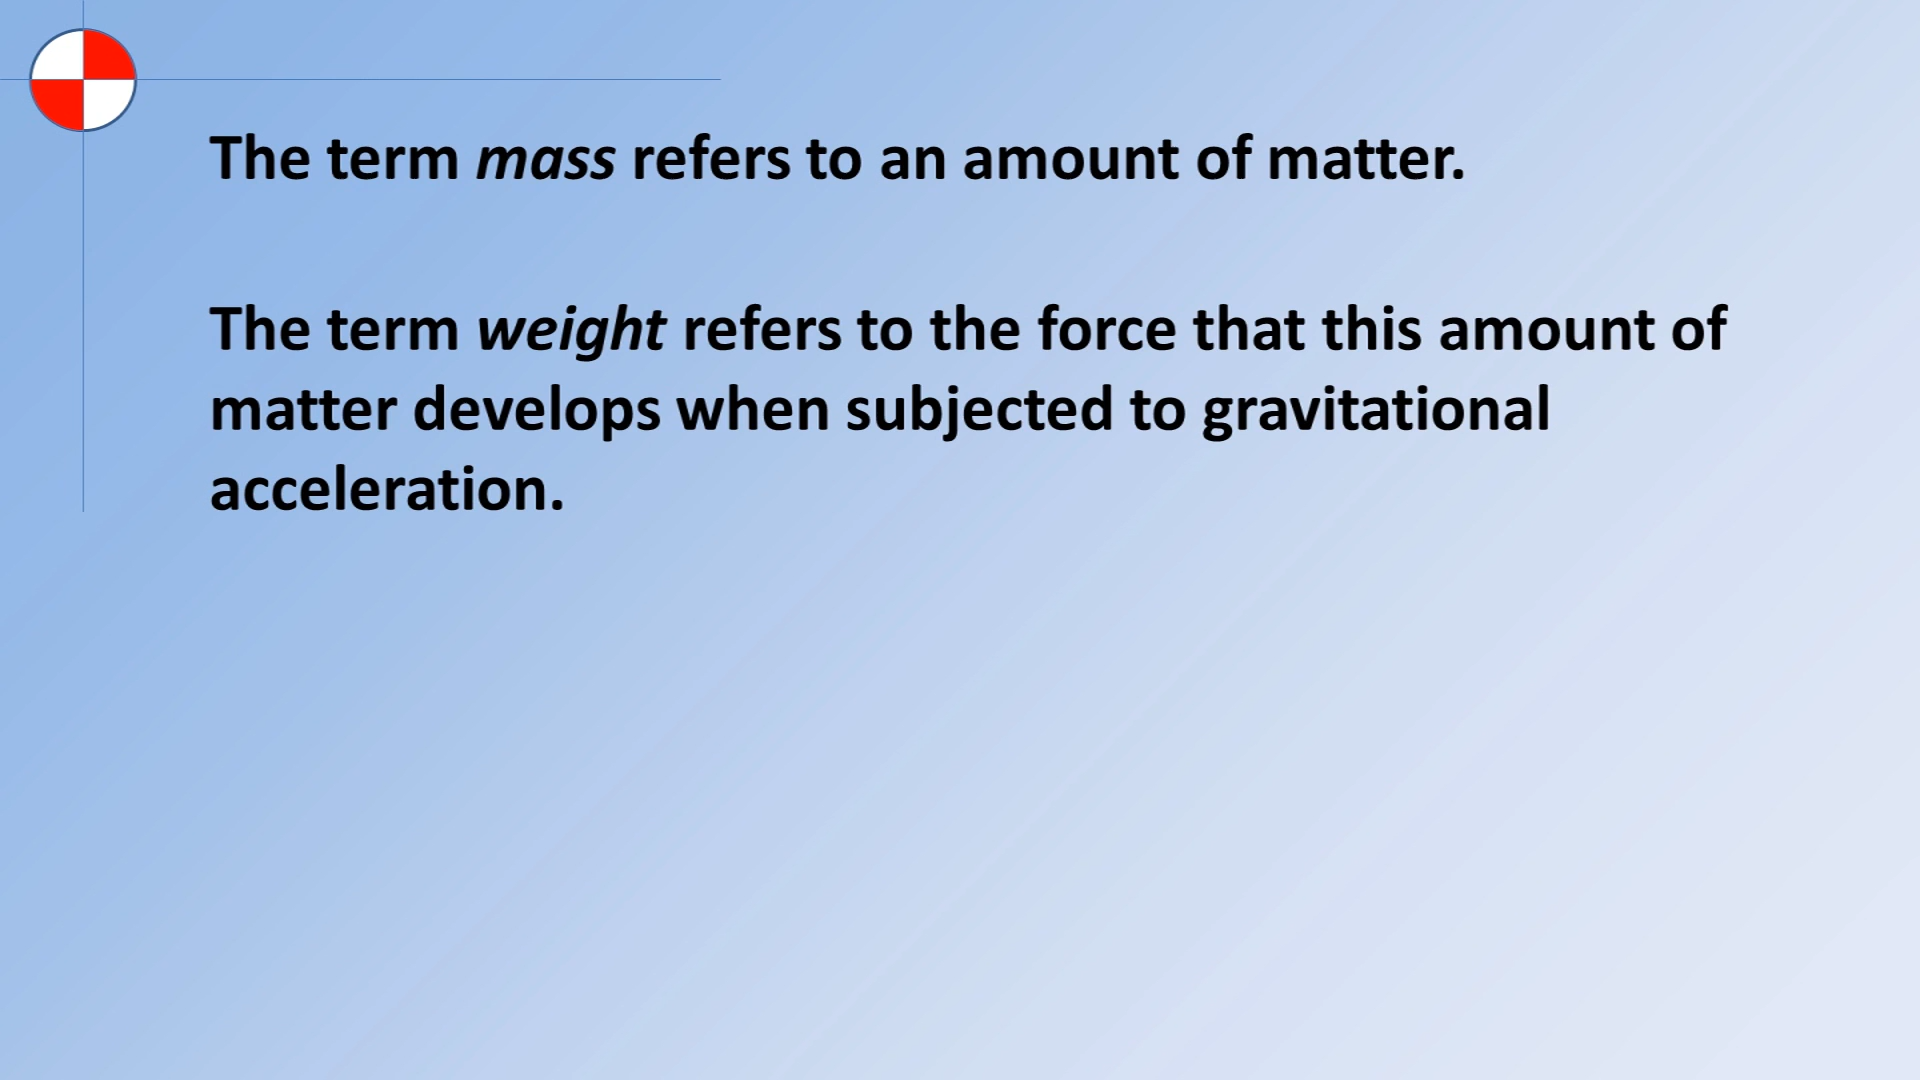 The term mass refers to an amount of matter.
The term weight refers to the force that this amount of
matter develops when subjected to gravitational
acceleration.